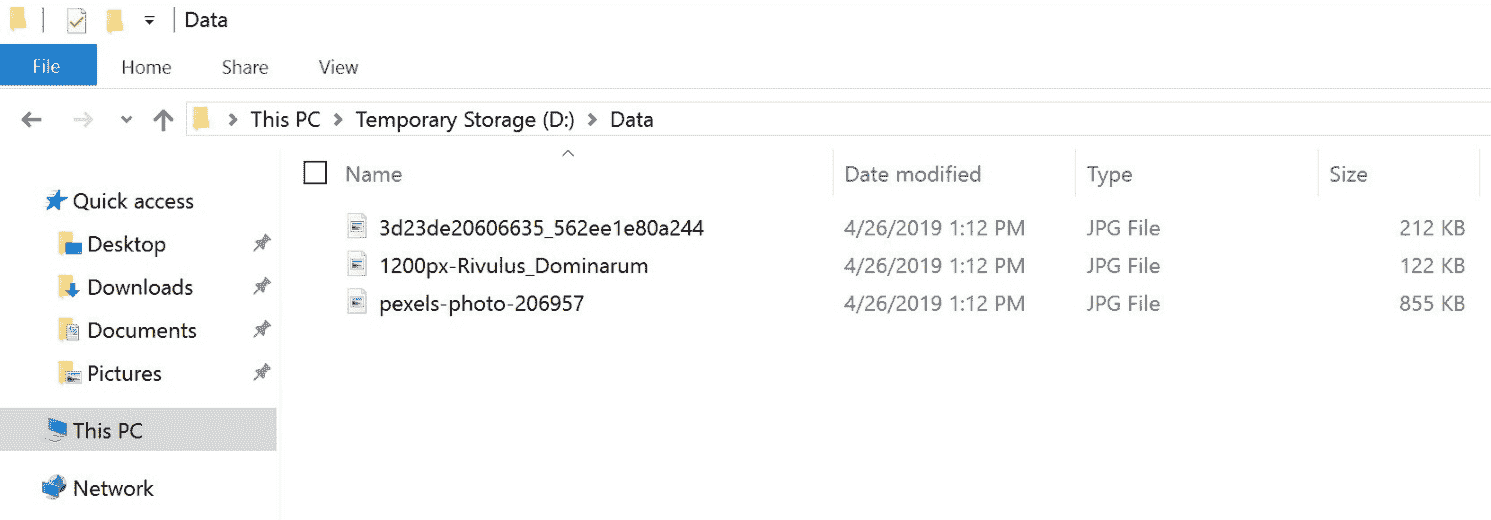 Data
File Home Share View
This PC > Temporary Storage (D:) > Data
Name Date modified Type Size
Quick access
3d23de20606635_562ee1e80a244 4/26/2019 1:12 PM JPG File 212 KB
Desktop
1200px-Rivulus_Dominarum 4/26/2019 1:12 PM JPG File 122 KB
Downloads
pexels-photo-206957 4/26/2019 1:12 PM JPG File 855 KB
Documents
Pictures
This PC
Network